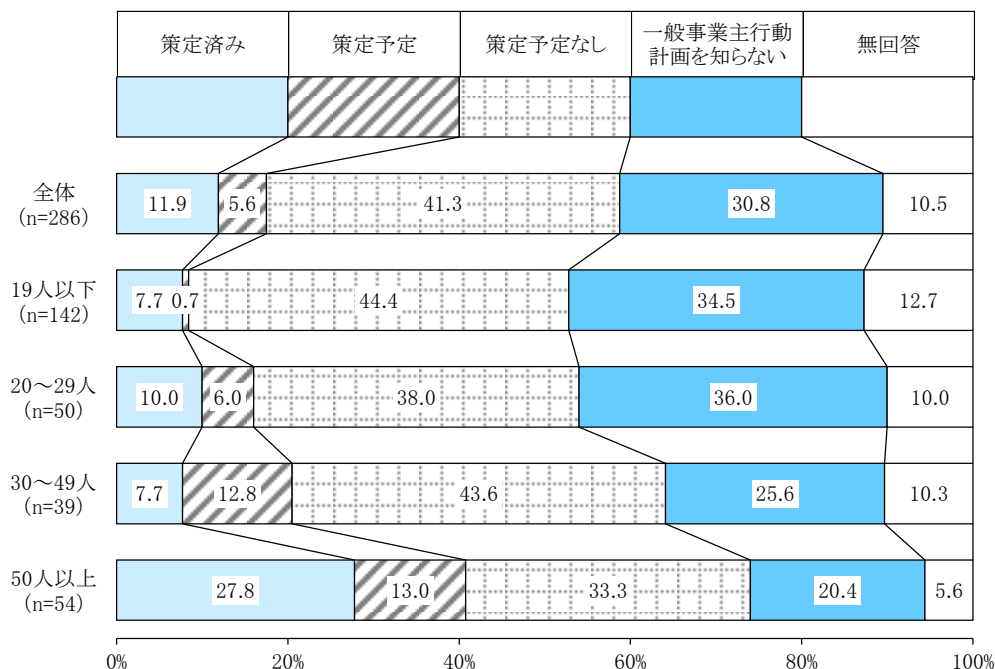 策定済み 策定予定 策定予定なし 一般事業主行動 無回答
計画を知らない
全体
(n=286)
11.9 5.6 41.3 30.8 10.5
19人以下
(n=142)
7.7 0.7 44.4 34.5 12.7
20～29人
(n=50)
10.0 6.0 38.0 36.0 10.0
30～49人
(n=39)
7.7 12.8 43.6 25.6 10.3
50人以上
(n=54)
27.8 13.0 33.3 20.4 5.6
0% 20% 40% 60% 80% 100%